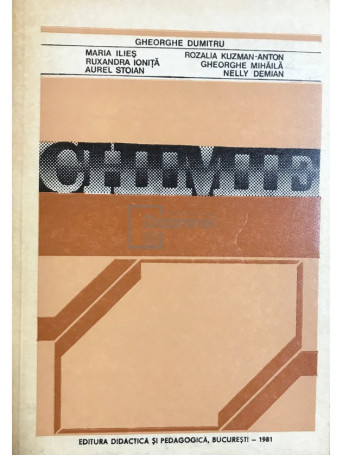 GHEORGHE DUMITRU
MARIA ILIEȘ
RUXANDRA IONIȚĂ
AUREL STOIAN
ROZALIA KUZMAN-ANTON
GHEORGHE MIHĂILĂ
NELLY DEMIAN
CHIMIE
EDITURA DIDACTICĂ ȘI PEDAGOGICĂ, BUCUREȘTI – 1981